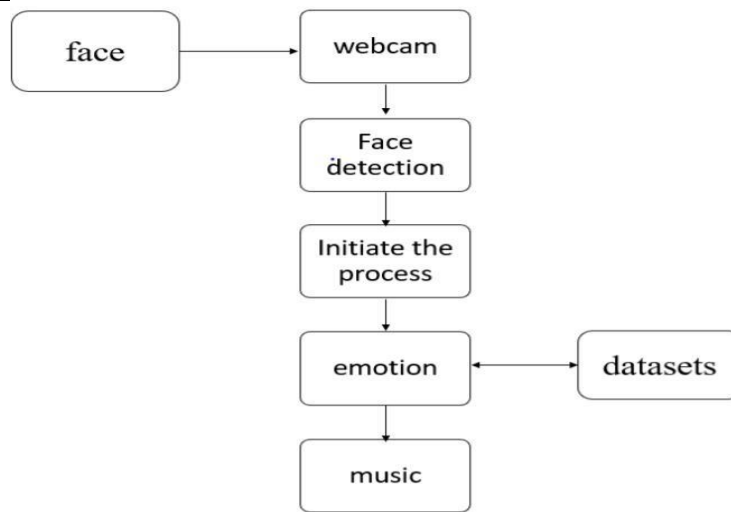 face
webcam
Face
detection
Initiate the
process
emotion
datasets
music